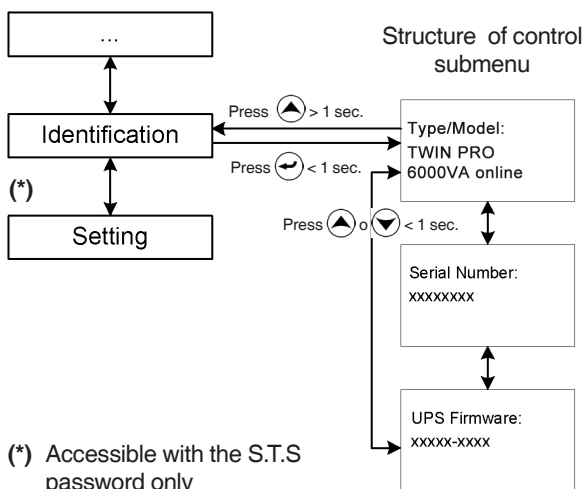 ...
Structure of control
submenu
Identification
Press > 1 sec.
Press < 1 sec.
Type/Model:
TWIN PRO
6000VA online
(*)
Setting
Press o < 1 sec.
Serial Number:
xxxxxxxx
UPS Firmware:
xxxxx-xxxx
(*) Accessible with the S.T.S
password only